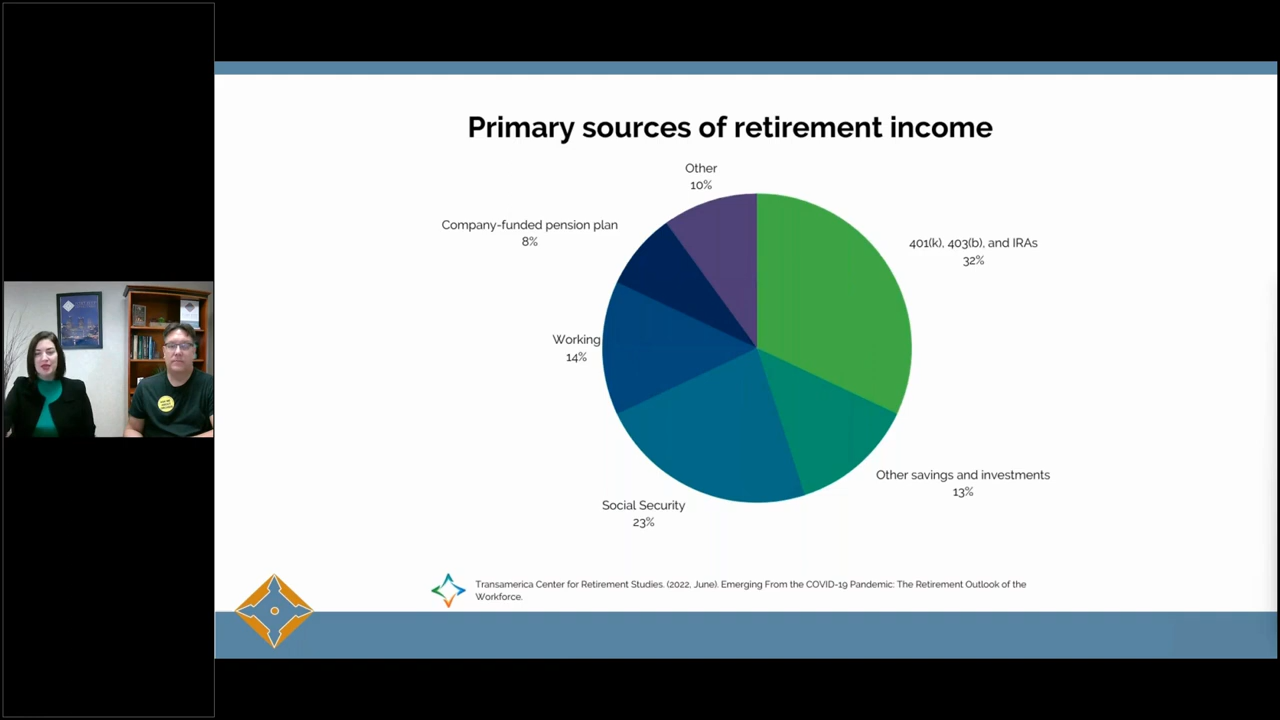 Primary sources of retirement income
Other
10%
Company-funded pension plan
8%
401(k), 403(b), and IRAs
32%
Working
14%
Other savings and investments
13%
Social Security
23%
Transamerica Center for Retirement Studies. (2022, June). Emerging From the COVID-19 Pandemic: The Retirement Outlook of the
Workforce.